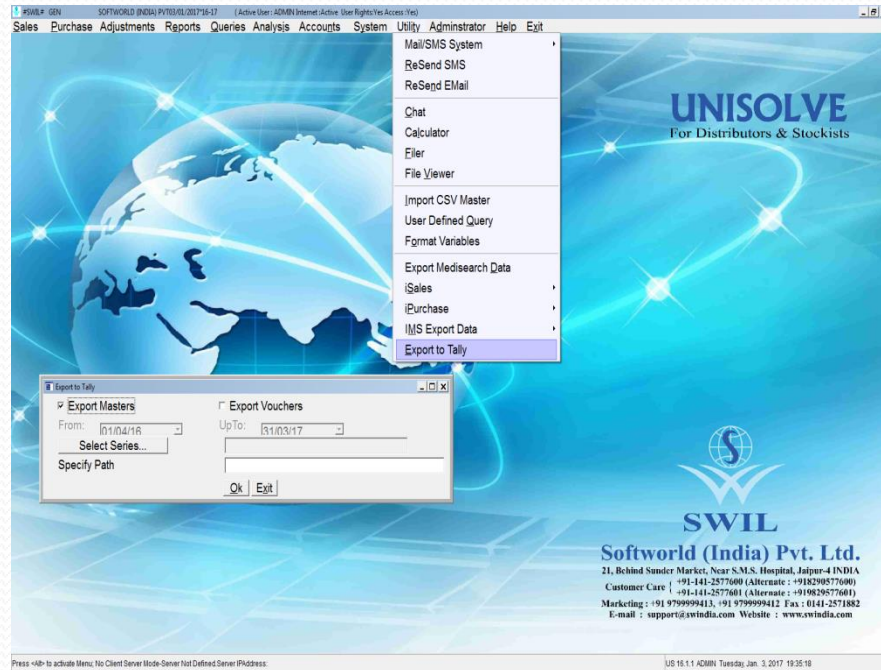 #SWIL# GEN SOFTWORLD (INDIA) PVT03/01/2017*16-17 ( Active User : ADMIN Internet :Active User Rights:Yes Access :Yes)
Sales Purchase Adjustments Reports Queries Analysis Accounts System Utility Adminstrator Help Exit
Mail/SMS System
ReSend SMS
ReSend EMail
Chat
Calculator
Filer
File Viewer
Import CSV Master
User Defined Query
Format Variables
Export Medisearch Data
iSales
iPurchase
IMS Export Data
Export to Tally
UNISOLVE
For Distributors & Stockists
Export to Tally
Export Masters Export Vouchers
From: 01/04/16 UpTo: 31/03/17
Select Series...
Specify Path
Ok Exit
S
SWIL
Softworld (India) Pvt. Ltd.
21, Behind Sunder Market, Near S.M.S. Hospital, Jaipur-4 INDIA
Customer Care { +91-141-2577600 (Alternate : +918290577600)
+91-141-2577601 (Alternate : +919829577601)
Marketing : +91 9799999413, +91 9799999412 Fax : 0141-2571882
E-mail : support@swindia.com Website : www.swindia.com
Press <Alt> to activate Menu; No Client Server Mode-Server Not Defined.Server IPAddress:
US 16.1.1 ADMIN Tuesday, Jan. 3, 2017 19:35:18